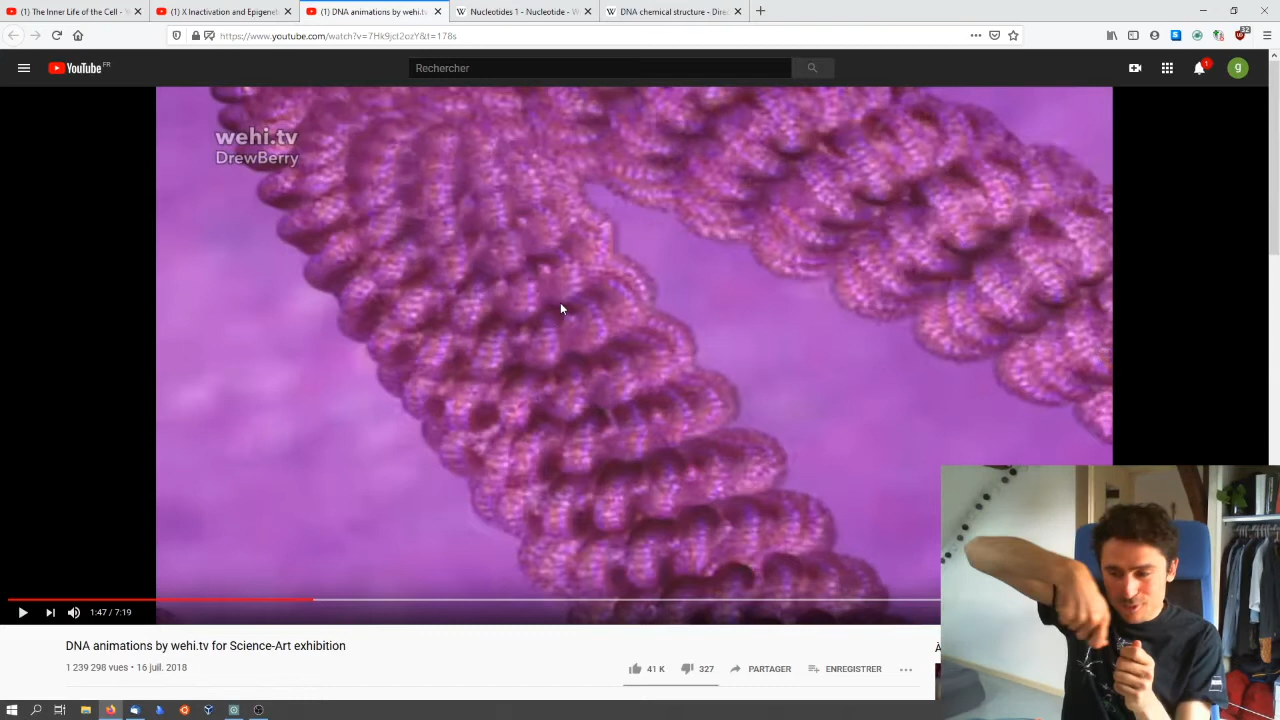 (1) The Inner Life of the Cell - Y
(1) X Inactivation and Epigene
(1) DNA animations by wehi.tv
Nucleotides 1 - Nucleotide - W
DNA chemical structure - Dire
https://www.youtube.com/watch?v=7Hk9jct2ozY&t=178s
32
YouTube FR
Rechercher
1
g
wehi.tv
DrewBerry
1:47 / 7:19
DNA animations by wehi.tv for Science-Art exhibition
1 239 298 vues • 16 juil. 2018
41 K
327
PARTAGER
ENREGISTRER
À